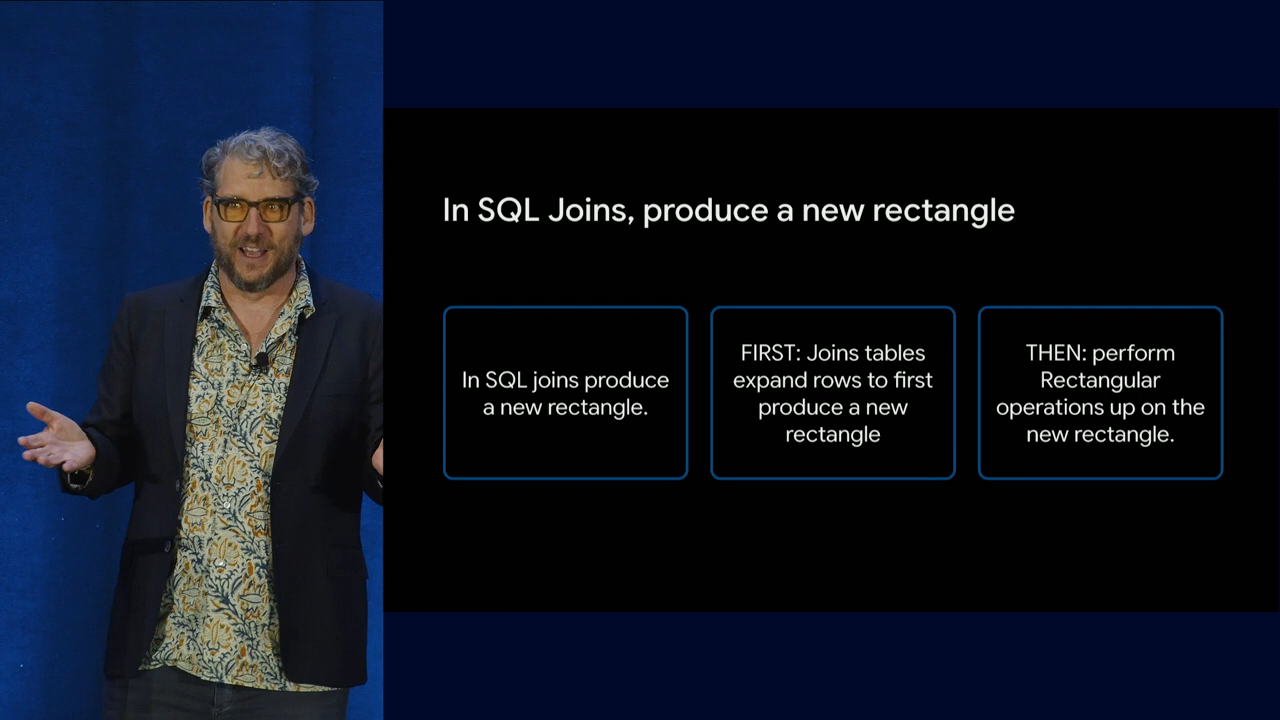 In SQL Joins, produce a new rectangle
In SQL joins produce
a new rectangle.
FIRST: Joins tables
expand rows to first
produce a new
rectangle
THEN: perform
Rectangular
operations up on the
new rectangle.